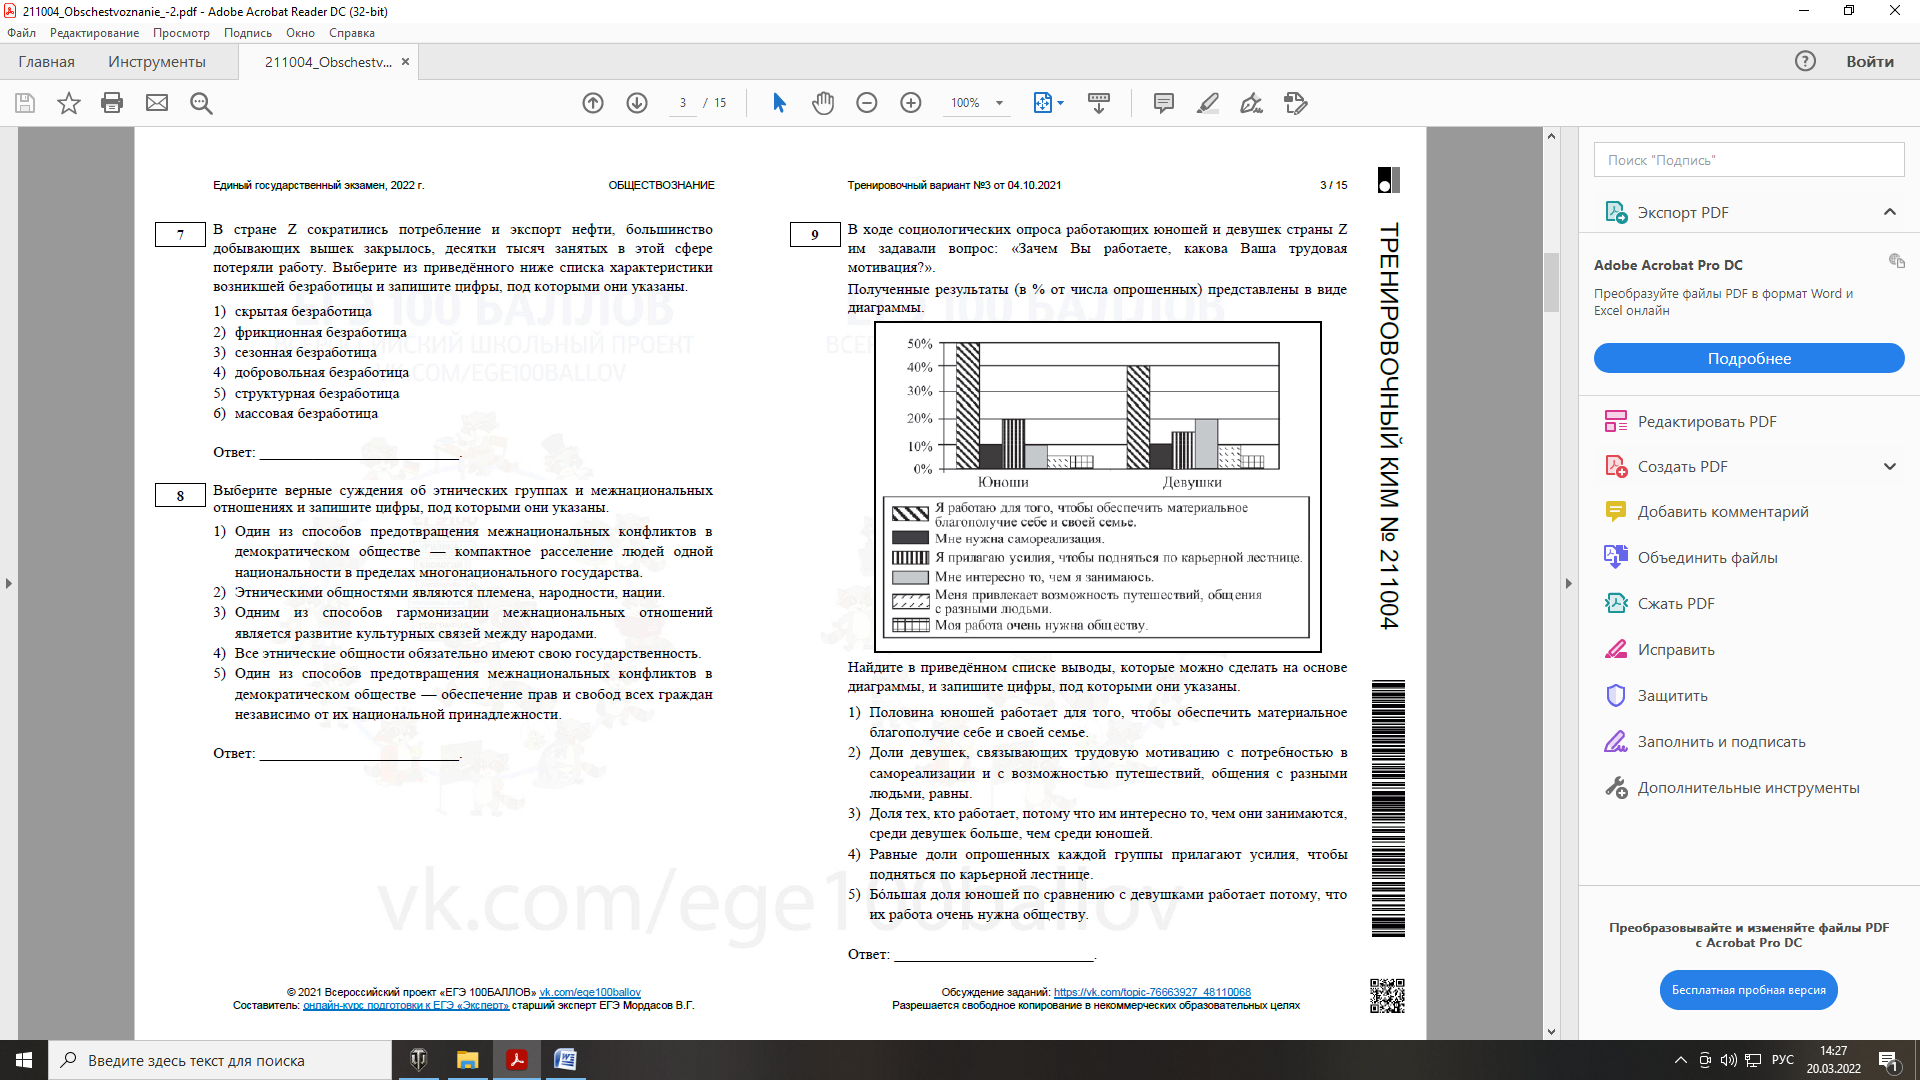 211004_Obschestvoznanie_-2.pdf - Adobe Acrobat Reader DC (32-bit)
Файл Редактирование Просмотр Подпись Окно Справка
Главная Инструменты 211004_Obschestv... × Войти
3 / 15 100%
Единый государственный экзамен, 2022 г. ОБЩЕСТВОЗНАНИЕ
7
В стране Z сократились потребление и экспорт нефти, большинство
добывающих вышек закрылось, десятки тысяч занятых в этой сфере
потеряли работу. Выберите из приведённого ниже списка характеристики
возникшей безработицы и запишите цифры, под которыми они указаны.
1) скрытая безработица
2) фрикционная безработица
3) сезонная безработица
4) добровольная безработица
5) структурная безработица
6) массовая безработица
Ответ: ___________________________.
8
Выберите верные суждения об этнических группах и межнациональных
отношениях и запишите цифры, под которыми они указаны.
1) Один из способов предотвращения межнациональных конфликтов в
демократическом обществе — компактное расселение людей одной
национальности в пределах многонационального государства.
2) Этническими общностями являются племена, народности, нации.
3) Одним из способов гармонизации межнациональных отношений
является развитие культурных связей между народами.
4) Все этнические общности обязательно имеют свою государственность.
5) Один из способов предотвращения межнациональных конфликтов в
демократическом обществе — обеспечение прав и свобод всех граждан
независимо от их национальной принадлежности.
Ответ: ___________________________.
© 2021 Всероссийский проект «ЕГЭ 100БАЛЛОВ» vk.com/ege100ballov
Составитель: онлайн-курс подготовки к ЕГЭ «Эксперт» старший эксперт ЕГЭ Мордасов В.Г.
Тренировочный вариант №3 от 04.10.2021 3 / 15
9
В ходе социологических опроса работающих юношей и девушек страны Z
им задавали вопрос: «Зачем Вы работаете, какова Ваша трудовая
мотивация?».
Полученные результаты (в % от числа опрошенных) представлены в виде
диаграммы.
50%
40%
30%
20%
10%
0%
Юноши Девушки
Я работаю для того, чтобы обеспечить материальное
благополучие себе и своей семье.
Мне нужна самореализация.
Я прилагаю усилия, чтобы подняться по карьерной лестнице.
Мне интересно то, чем я занимаюсь.
Меня привлекает возможность путешествий, общения
с разными людьми.
Моя работа очень нужна обществу.
Найдите в приведённом списке выводы, которые можно сделать на основе
диаграммы, и запишите цифры, под которыми они указаны.
1) Половина юношей работает для того, чтобы обеспечить материальное
благополучие себе и своей семье.
2) Доли девушек, связывающих трудовую мотивацию с потребностью в
самореализации и с возможностью путешествий, общения с разными
людьми, равны.
3) Доля тех, кто работает, потому что им интересно то, чем они занимаются,
среди девушек больше, чем среди юношей.
4) Равные доли опрошенных каждой группы прилагают усилия, чтобы
подняться по карьерной лестнице.
5) Бо́льшая доля юношей по сравнению с девушками работает потому, что
их работа очень нужна обществу.
Ответ: ___________________________.
Обсуждение заданий: https://vk.com/topic-76663927_48110068
Разрешается свободное копирование в некоммерческих образовательных целях
ТРЕНИРОВОЧНЫЙ КИМ № 211004
vk.com/ege100ballov
Поиск "Подпись"
Экспорт PDF
Adobe Acrobat Pro DC
Преобразуйте файлы PDF в формат Word и
Excel онлайн
Подробнее
Редактировать PDF
Создать PDF
Добавить комментарий
Объединить файлы
Сжать PDF
Исправить
Защитить
Заполнить и подписать
Дополнительные инструменты
Преобразовывайте и изменяйте файлы PDF
с Acrobat Pro DC
Бесплатная пробная версия
Введите здесь текст для поиска
РУС
14:27
20.03.2022
1